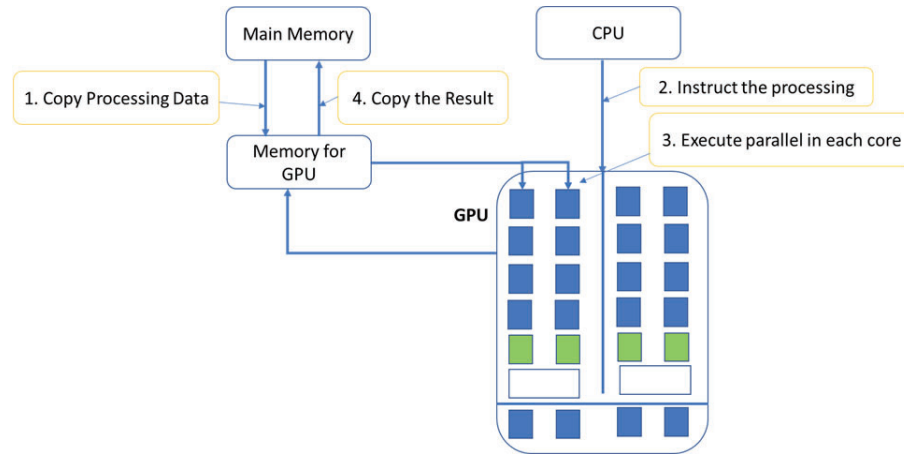 Main Memory
CPU
1. Copy Processing Data
4. Copy the Result
2. Instruct the processing
3. Execute parallel in each core
Memory for
GPU
GPU